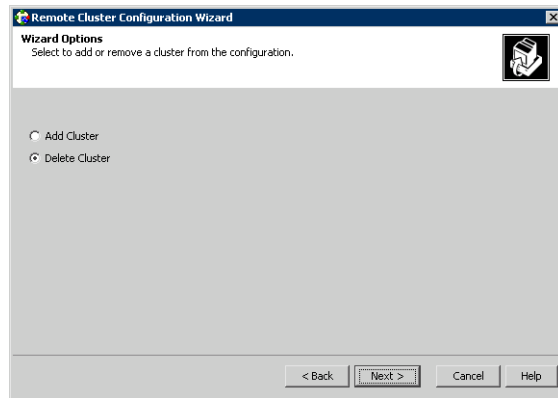 Remote Cluster Configuration Wizard
Wizard Options
Select to add or remove a cluster from the configuration.
Add Cluster
Delete Cluster
< Back Next > Cancel Help